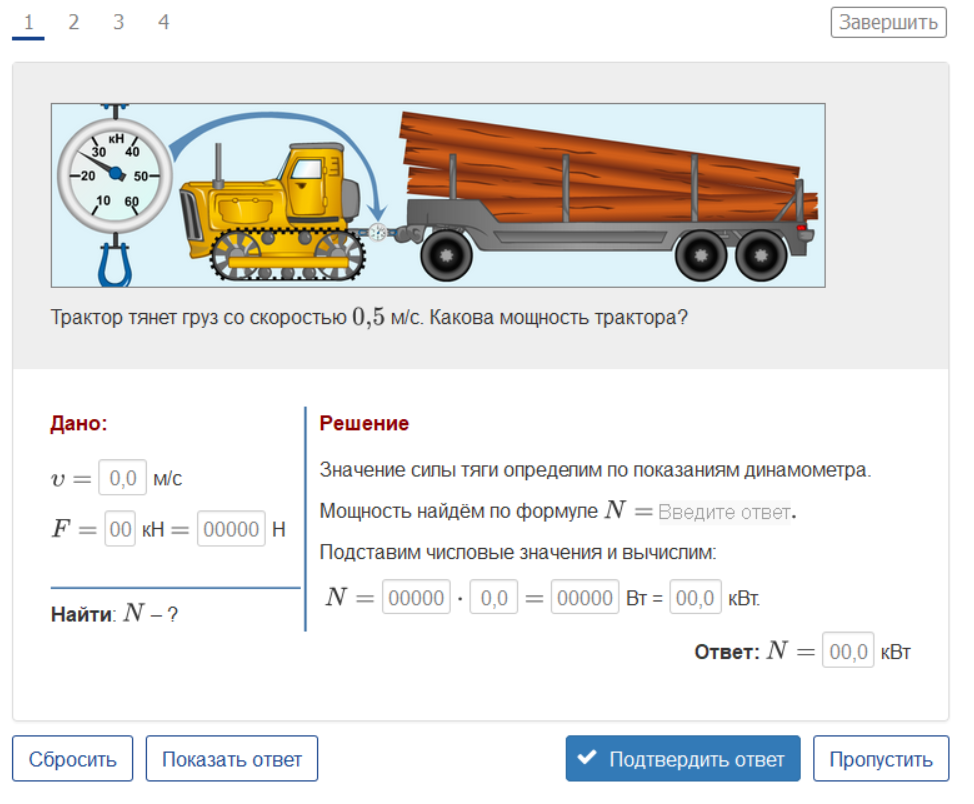 1 2 3 4 Завершить
кН
30 40
20 50
10 60
Трактор тянет груз со скоростью 0,5 м/с. Какова мощность трактора?
Дано:
υ = 0,0 м/с
F = 00 кН = 00000 Н
Найти: N – ?
Решение
Значение силы тяги определим по показаниям динамометра.
Мощность найдём по формуле N = Введите ответ.
Подставим числовые значения и вычислим:
N = 00000 · 0,0 = 00000 Вт = 00,0 кВт.
Ответ: N = 00,0 кВт
Сбросить Показать ответ Подтвердить ответ Пропустить